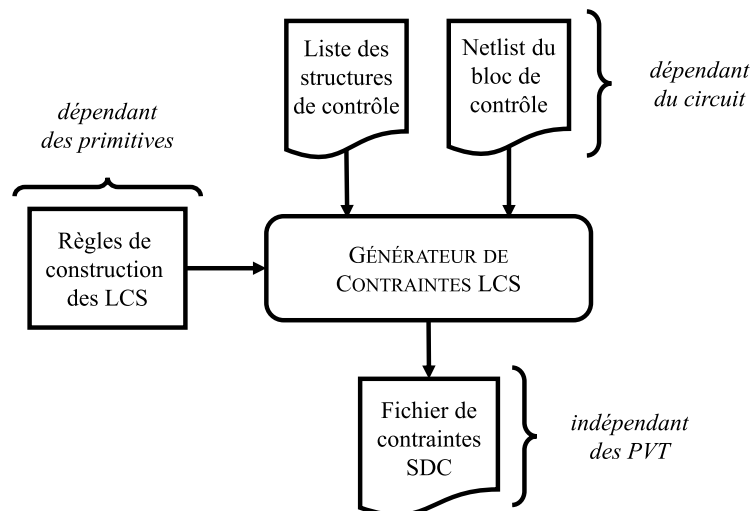 Liste des
structures
de contrôle
Netlist du
bloc de
contrôle
dépendant
du circuit
dépendant
des primitives
Règles de
construction
des LCS
GÉNÉRATEUR DE
CONTRAINTES LCS
Fichier de
contraintes
SDC
indépendant
des PVT